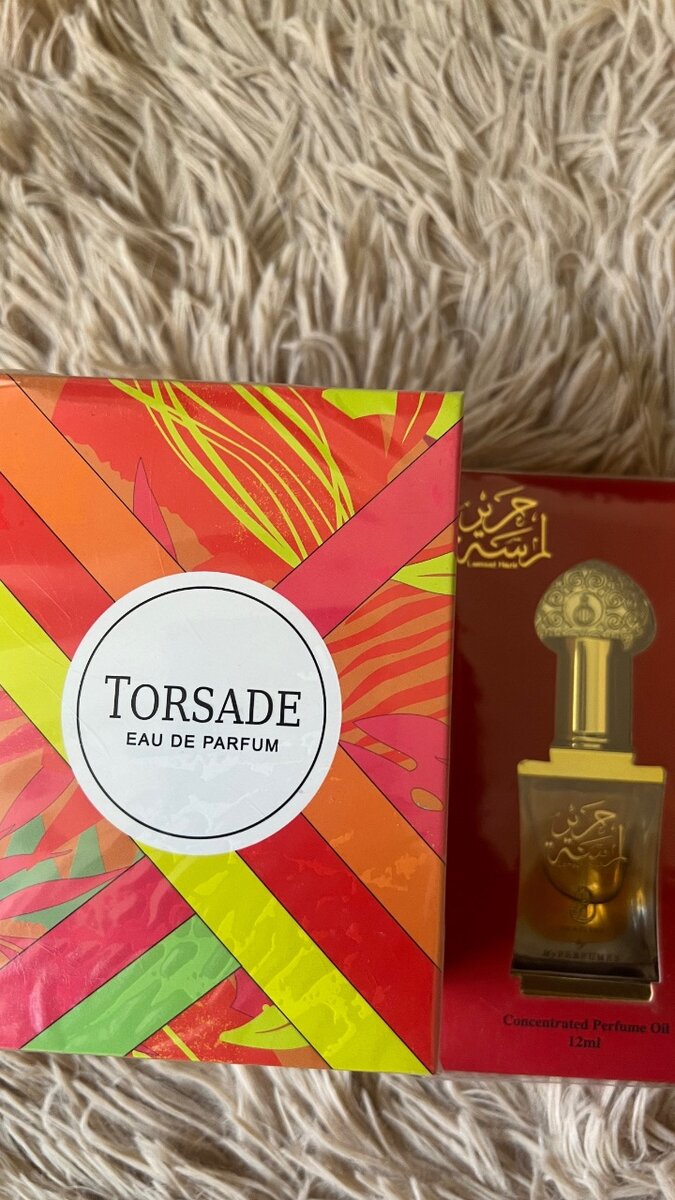 TORSADE
EAU DE PARFUM
لمسة حرير
Lamsat Harir
لمسة حرير
Concentrated Perfume Oil
12ml